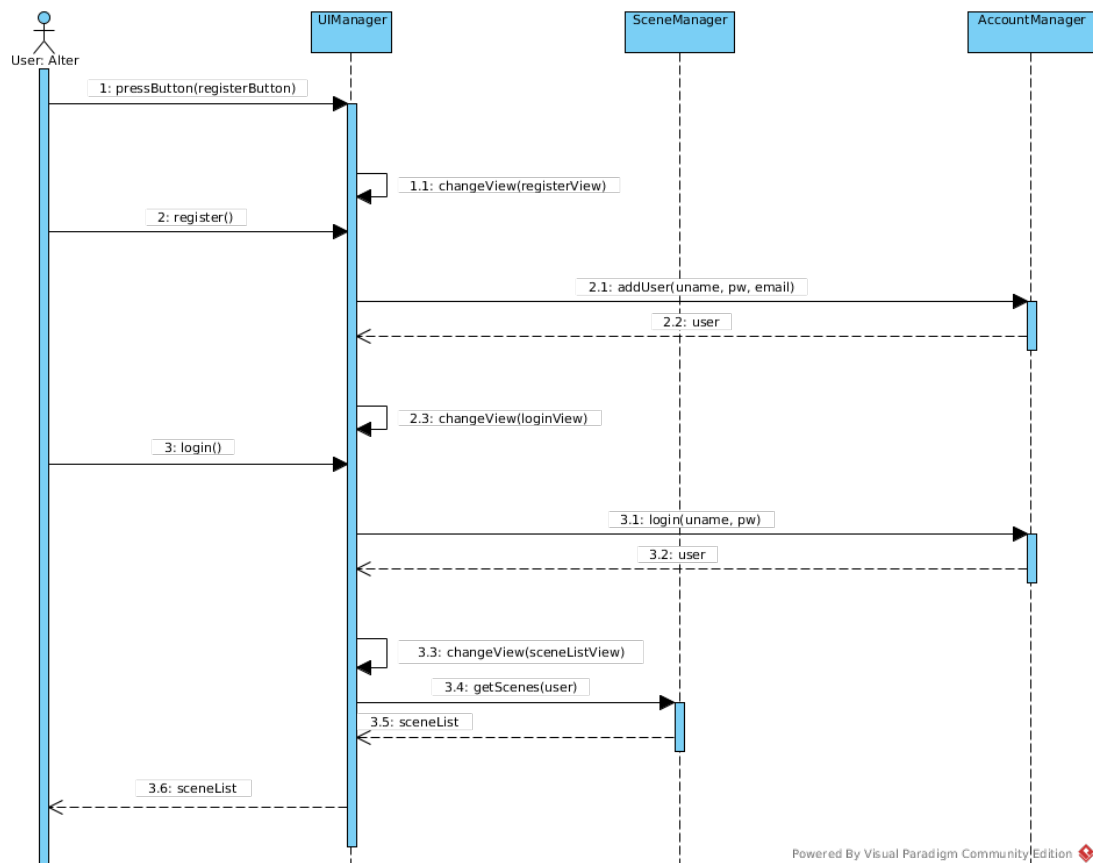 UIManager
SceneManager
AccountManager
User: Alter
1: pressButton(registerButton)
1.1: changeView(registerView)
2: register()
2.1: addUser(uname, pw, email)
2.2: user
2.3: changeView(loginView)
3: login()
3.1: login(uname, pw)
3.2: user
3.3: changeView(sceneListView)
3.4: getScenes(user)
3.5: sceneList
3.6: sceneList
Powered By Visual Paradigm Community Edition